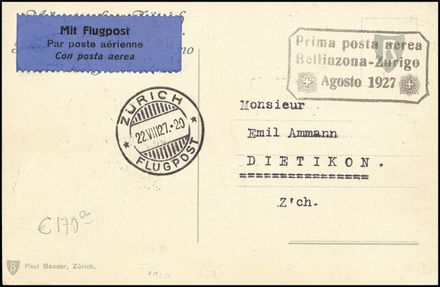 Mit Flugpost
Par poste aérienne
Con posta aerea
Prima posta aerea
Bellinzona-Zurigo
Agosto 1927
ZÜRICH
22.VIII.27.-20
FLUGPOST
Monsieur
Emil Ammann
DIETIKON.
Z'ch.
€ 170
Paul Bender, Zürich.